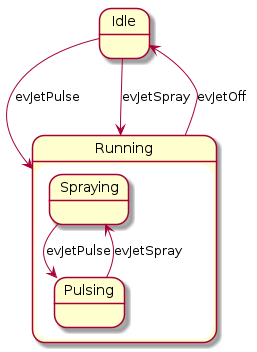 Idle
evJetPulse
evJetSpray
evJetOff
Running
Spraying
evJetPulse
evJetSpray
Pulsing